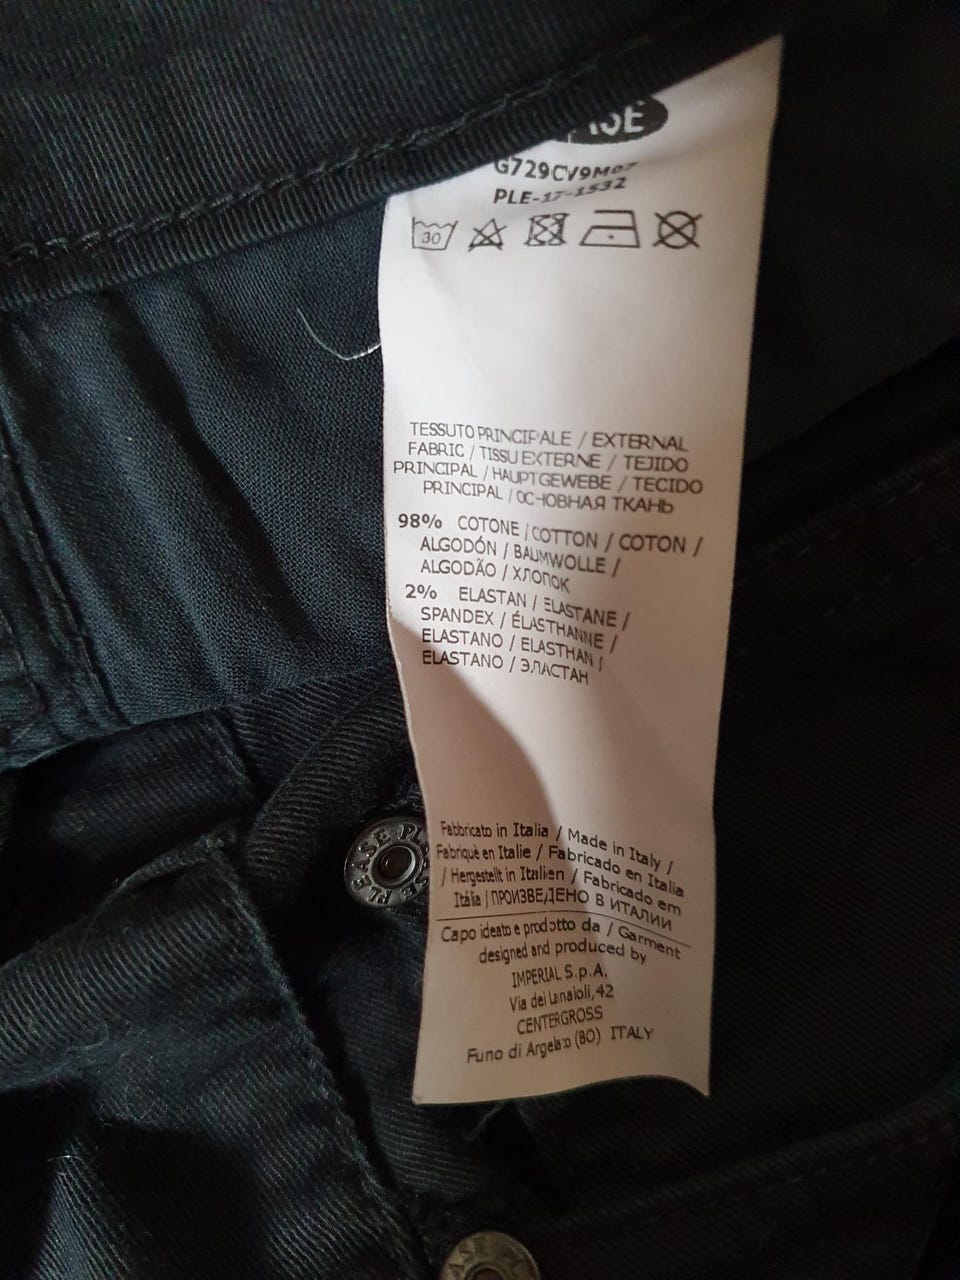 G729CV9M07
PLE-17-1532
30
TESSUTO PRINCIPALE / EXTERNAL
FABRIC / TISSU EXTERNE / TEJIDO
PRINCIPAL / HAUPTGEWEBE / TECIDO
PRINCIPAL / ОСНОВНАЯ ТКАНЬ
98% COTONE / COTTON / COTON /
ALGODÓN / BAUMWOLLE /
ALGODÃO / ХЛОПОК
2% ELASTAN / ELASTANE /
SPANDEX / ÉLASTHANNE /
ELASTANO / ELASTHAN /
ELASTANO / ЭЛАСТАН
PLEASE PLEASE
Fabbricato in Italia / Made in Italy /
Fabriqué en Italie / Fabricado en Italia
/ Hergestellt in Italien / Fabricado em
Itália / ПРОИЗВЕДЕНО В ИТАЛИИ
Capo ideato e prodotto da / Garment
designed and produced by
IMPERIAL S.p.A.
Via dei Lanaioli,42
CENTERGROSS
Funo di Argelato (BO) ITALY